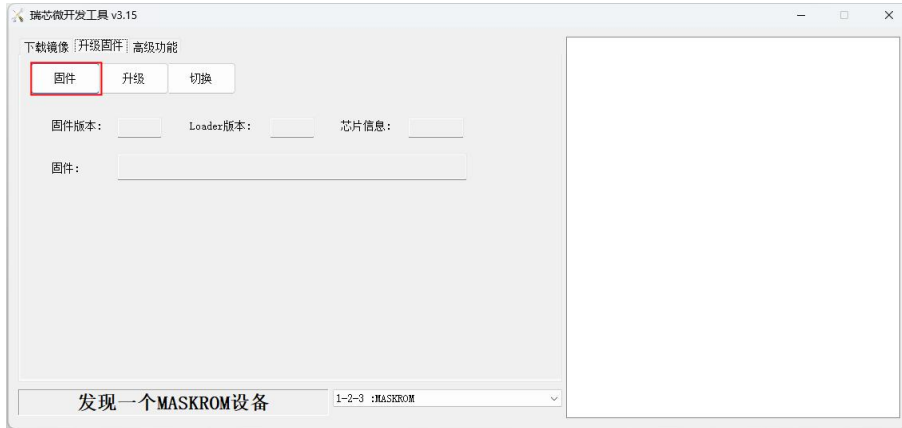 瑞芯微开发工具 v3.15
下载镜像 升级固件 高级功能
固件 升级 切换
固件版本: Loader版本: 芯片信息:
固件:
发现一个MASKROM设备 1-2-3 :MASKROM